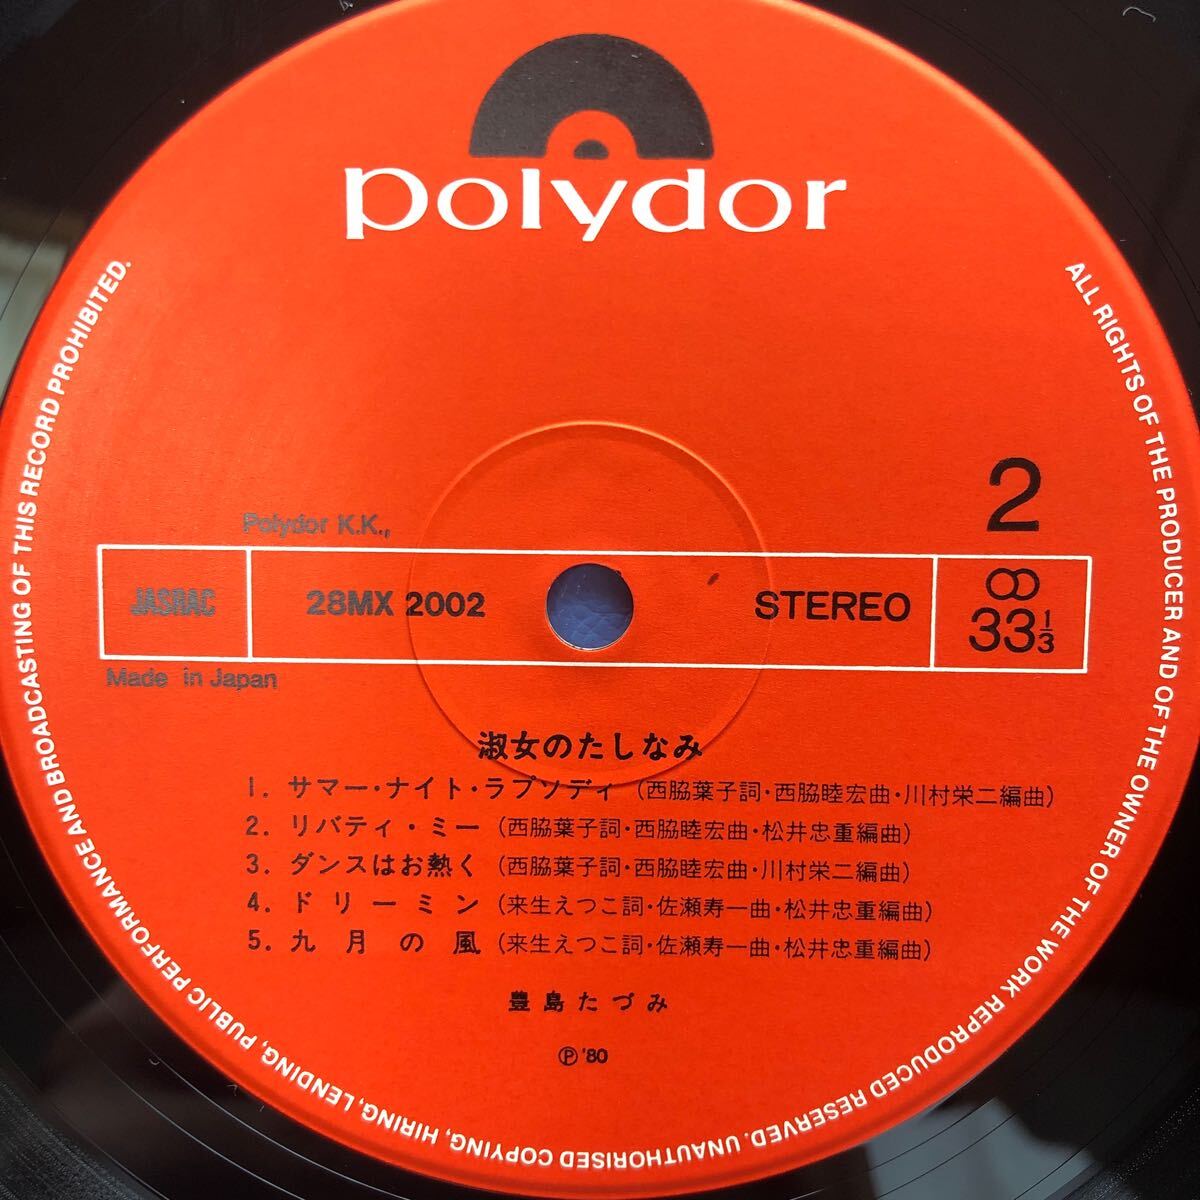 polydor
2
Polydor K.K.,
JASRAC
28MX 2002
STEREO
33 1/3
Made in Japan
淑女のたしなみ
1. サマー・ナイト・ラプソディ (西脇葉子詞・西脇睦宏曲・川村栄二編曲)
2. リバティ・ミー (西脇葉子詞・西脇睦宏曲・松井忠重編曲)
3. ダンスはお熱く (西脇葉子詞・西脇睦宏曲・川村栄二編曲)
4. ドリーミン (来生えつこ詞・佐瀬寿一曲・松井忠重編曲)
5. 九月の風 (来生えつこ詞・佐瀬寿一曲・松井忠重編曲)
豊島たづみ
Ⓟ '80
ALL RIGHTS OF THE PRODUCER AND OF THE OWNER OF THE WORK REPRODUCED RESERVED. UNAUTHORISED COPYING, HIRING, LENDING, PUBLIC PERFORMANCE AND BROADCASTING OF THIS RECORD PROHIBITED.